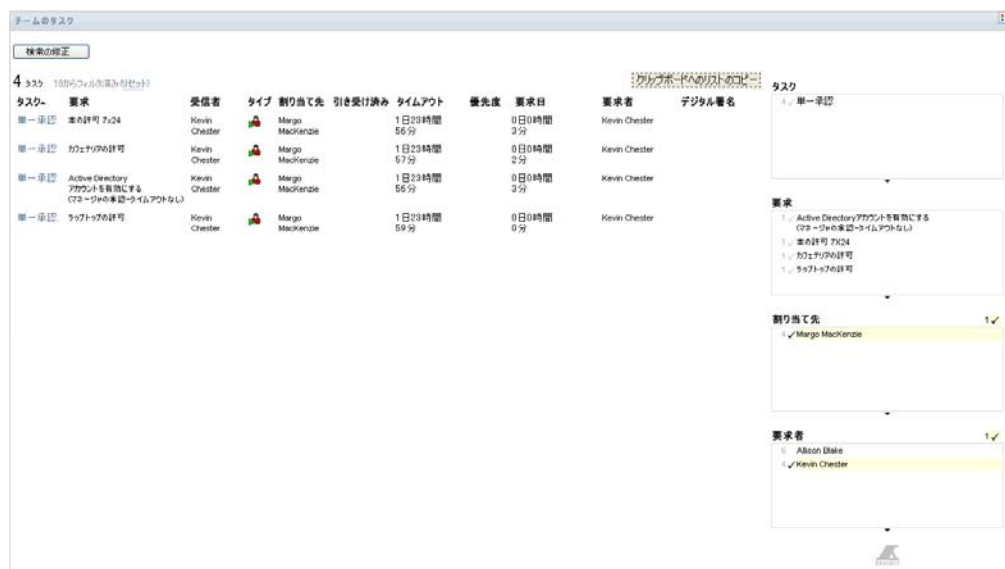 チームのタスク
検索の修正
4 タスク 10からフィルタ済み(リセット)
クリップボードへのリストのコピー
タスク 要求 受信者 タイプ 割り当て先 引き受け済み タイムアウト 優先度 要求日 要求者 デジタル署名
単一承認 本の許可 7x24 Kevin Chester Margo MacKenzie 1日23時間 56分 0日0時間 3分 Kevin Chester
単一承認 カフェテリアの許可 Kevin Chester Margo MacKenzie 1日23時間 57分 0日0時間 2分 Kevin Chester
単一承認 Active Directory アカウントを有効にする (マネージャの承認-タイムアウトなし) Kevin Chester Margo MacKenzie 1日23時間 56分 0日0時間 3分 Kevin Chester
単一承認 ラップトップの許可 Kevin Chester Margo MacKenzie 1日23時間 59分 0日0時間 0分 Kevin Chester
タスク
4 単一承認
要求
1 Active Directoryアカウントを有効にする
(マネージャの承認-タイムアウトなし)
1 本の許可 7X24
1 カフェテリアの許可
1 ラップトップの許可
割り当て先 1
4 Margo MacKenzie
要求者 1
6 Allison Blake
4 Kevin Chester